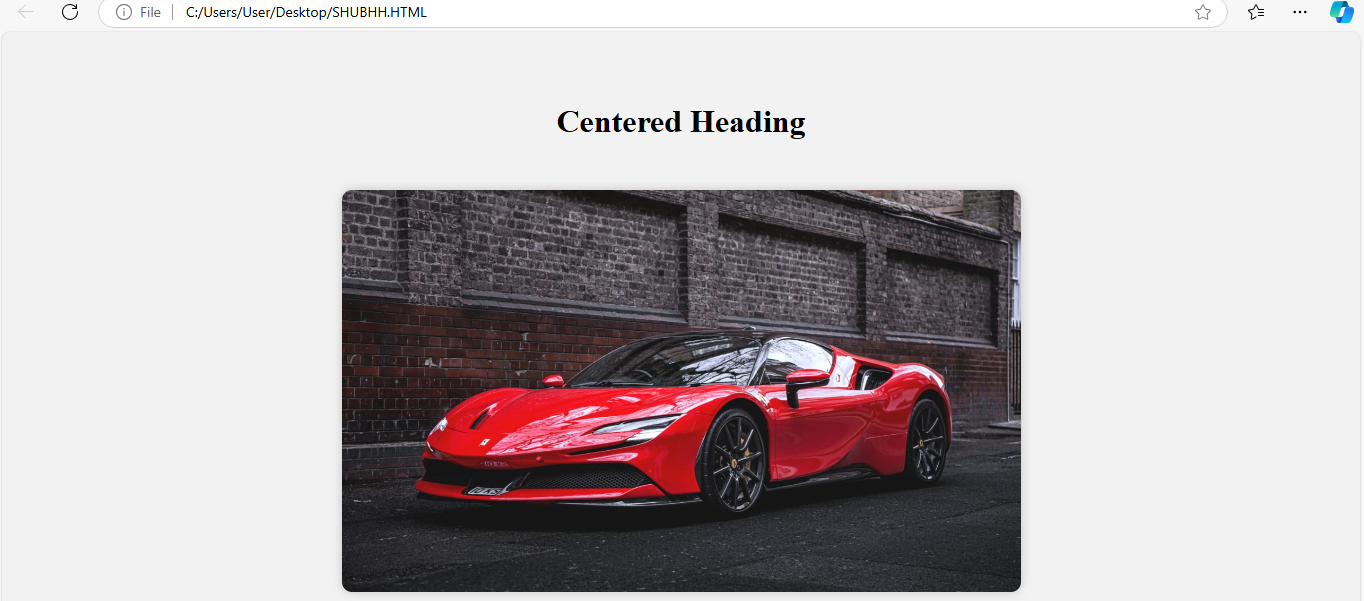 File C:/Users/User/Desktop/SHUBHH.HTML
Centered Heading